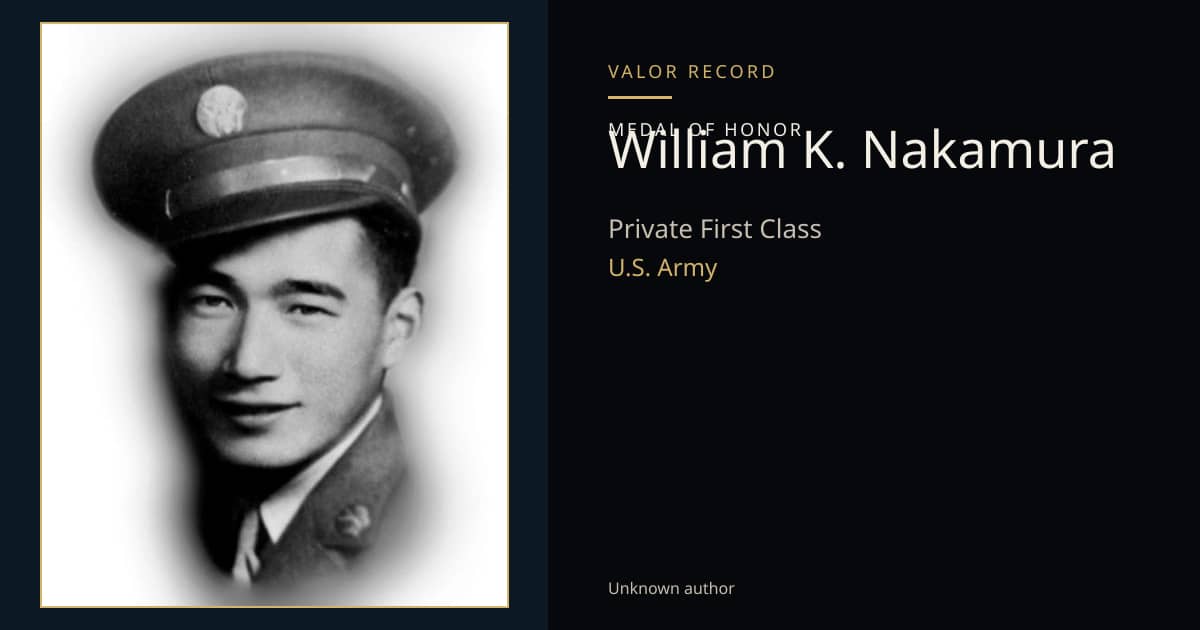 VALOR RECORD
MEDAL OF HONOR
William K. Nakamura
Private First Class
U.S. Army
Unknown author